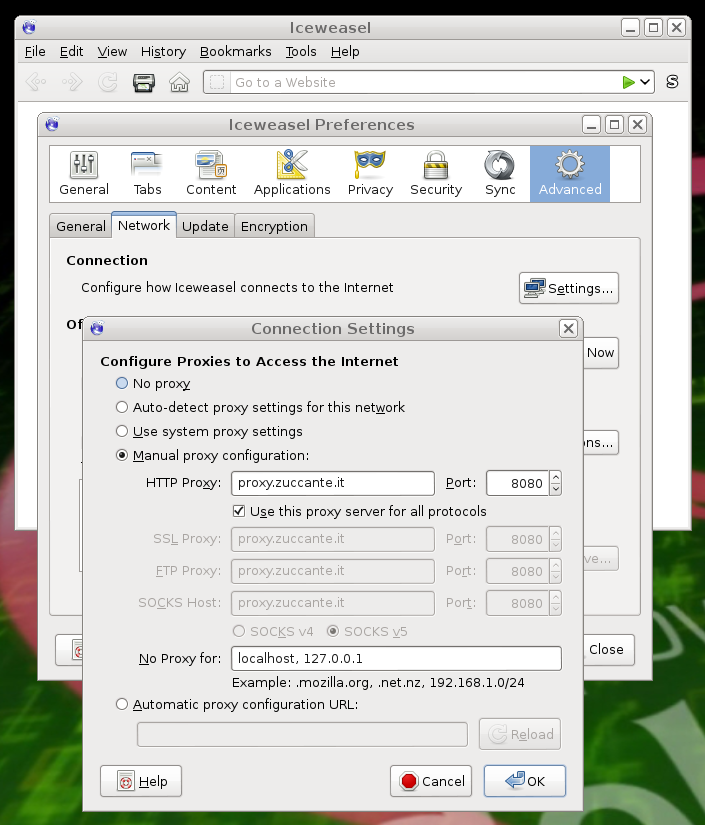 Iceweasel
File Edit View History Bookmarks Tools Help
Go to a Website S
Iceweasel Preferences
General Tabs Content Applications Privacy Security Sync Advanced
General Network Update Encryption
Connection
Configure how Iceweasel connects to the Internet Settings...
Of
Now
ons...
ve...
Close
Connection Settings
Configure Proxies to Access the Internet
No proxy
Auto-detect proxy settings for this network
Use system proxy settings
Manual proxy configuration:
HTTP Proxy: proxy.zuccante.it Port: 8080
Use this proxy server for all protocols
SSL Proxy: proxy.zuccante.it Port: 8080
FTP Proxy: proxy.zuccante.it Port: 8080
SOCKS Host: proxy.zuccante.it Port: 8080
SOCKS v4 SOCKS v5
No Proxy for: localhost, 127.0.0.1
Example: .mozilla.org, .net.nz, 192.168.1.0/24
Automatic proxy configuration URL:
Reload
Help Cancel OK